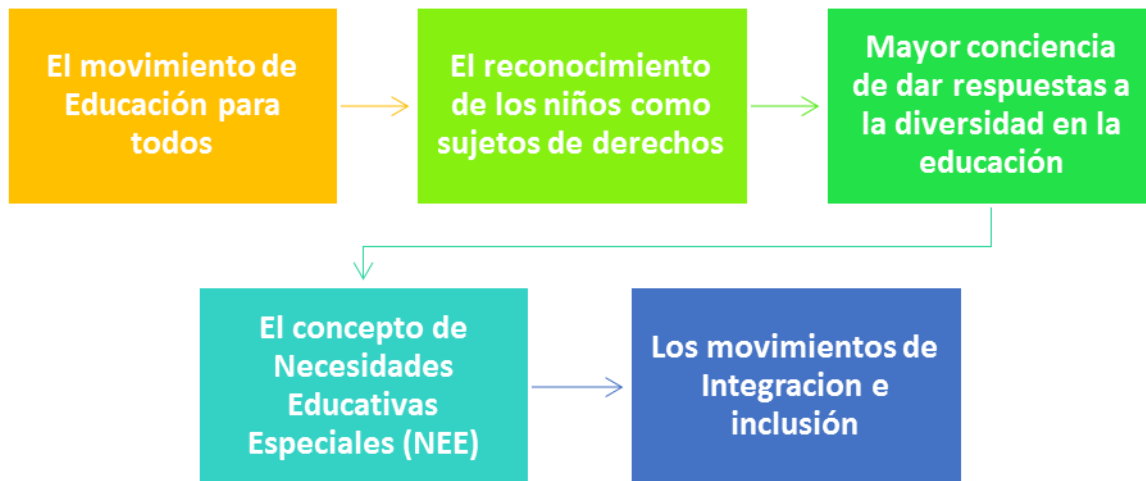 El movimiento de
Educación para
todos
El reconocimiento
de los niños como
sujetos de derechos
Mayor conciencia
de dar respuestas a
la diversidad en la
educación
El concepto de
Necesidades
Educativas
Especiales (NEE)
Los movimientos de
Integracion e
inclusión